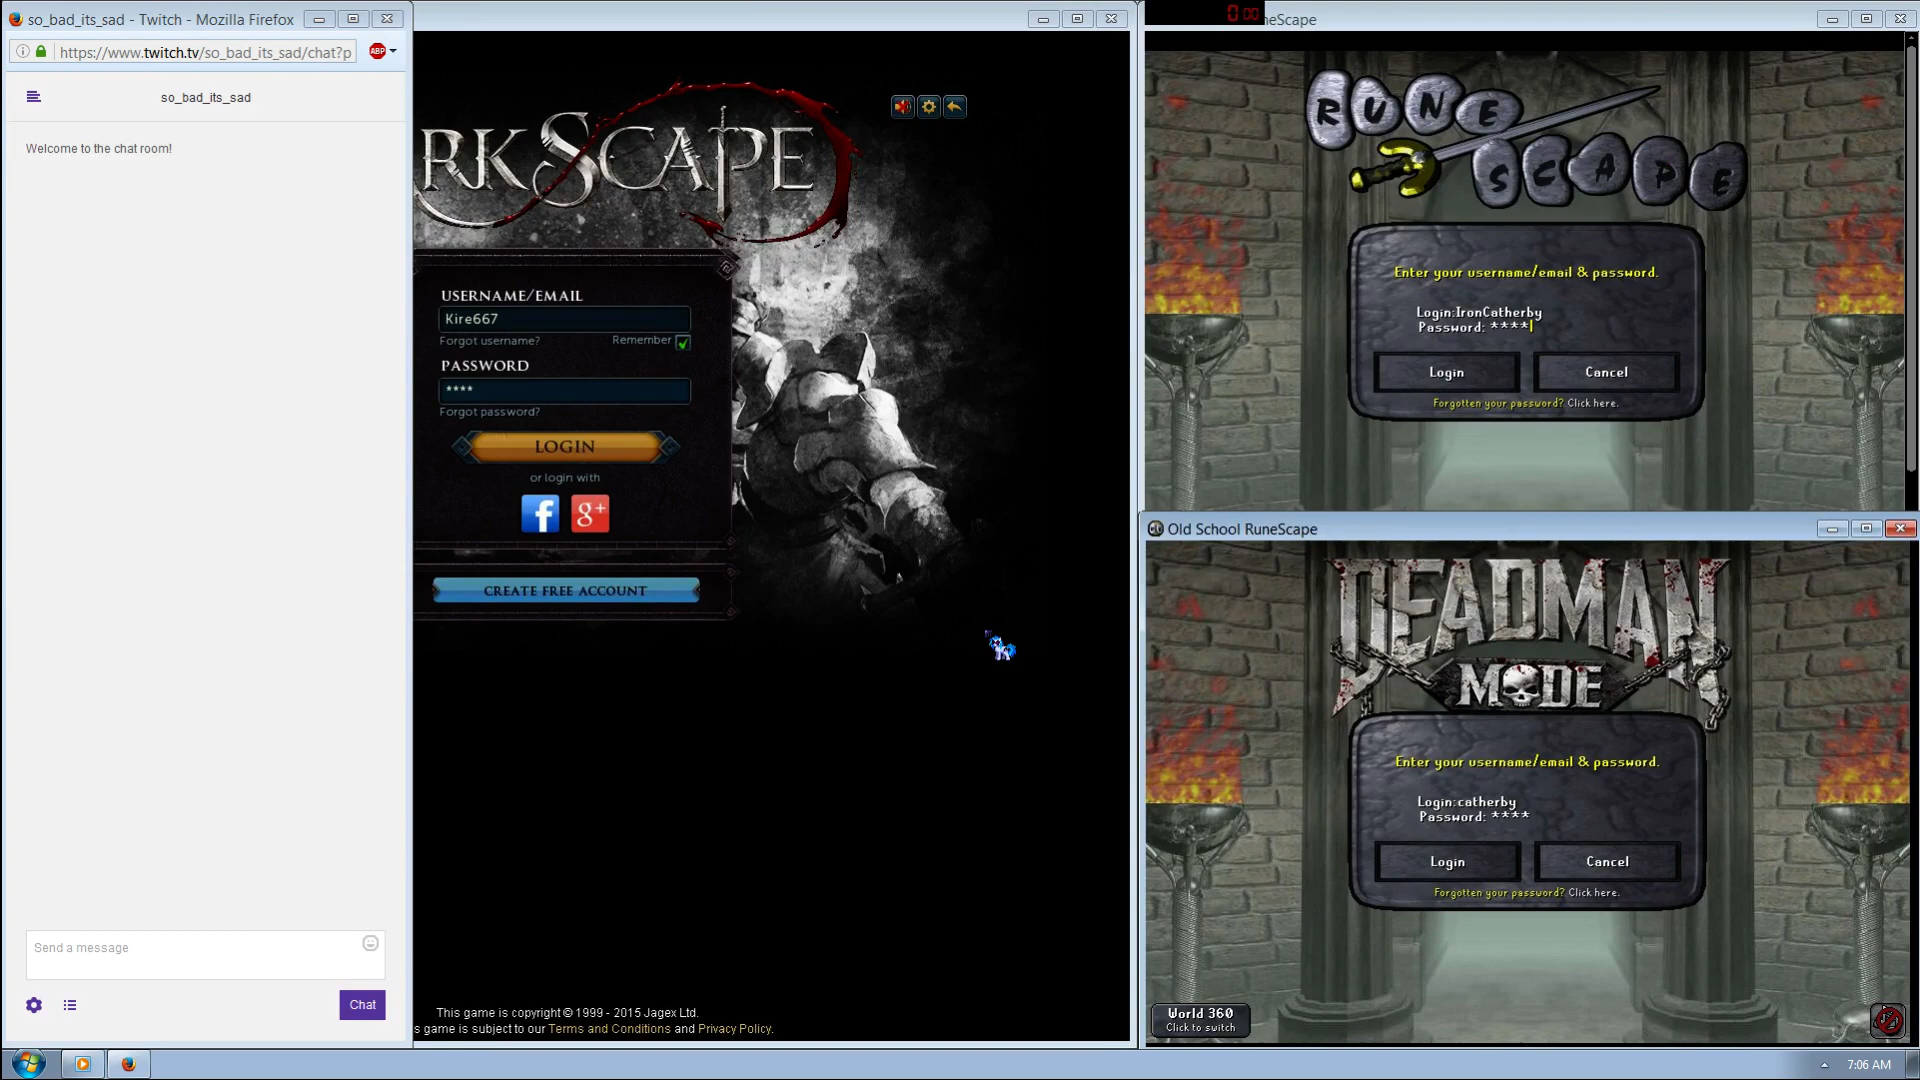 so_bad_its_sad - Twitch - Mozilla Firefox
https://www.twitch.tv/so_bad_its_sad/chat?p
ABP
so_bad_its_sad
Welcome to the chat room!
Send a message
Chat
RKSCAPE
USERNAME/EMAIL
Kire667
Forgot username?
Remember
PASSWORD
****
Forgot password?
LOGIN
or login with
f
g+
CREATE FREE ACCOUNT
This game is copyright © 1999 - 2015 Jagex Ltd.
s game is subject to our Terms and Conditions and Privacy Policy.
0 00
neScape
RUNE
SCAPE
Enter your username/email & password.
Login:IronCatherby
Password: ****
Login
Cancel
Forgotten your password? Click here.
Old School RuneScape
DEADMAN
MODE
Enter your username/email & password.
Login:catherby
Password: ****
Login
Cancel
Forgotten your password? Click here.
World 360
Click to switch
7:06 AM